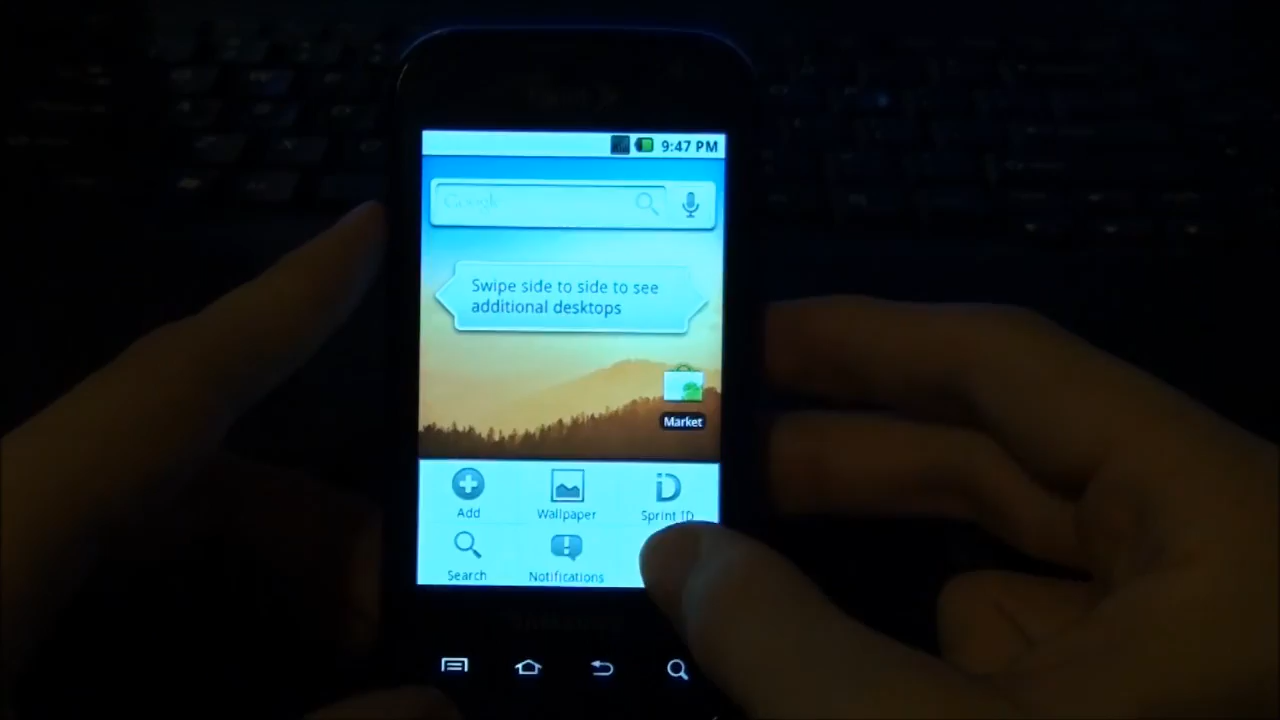 9:47 PM
Google
Swipe side to side to see
additional desktops
Market
Add
Wallpaper
Sprint ID
Search
Notifications